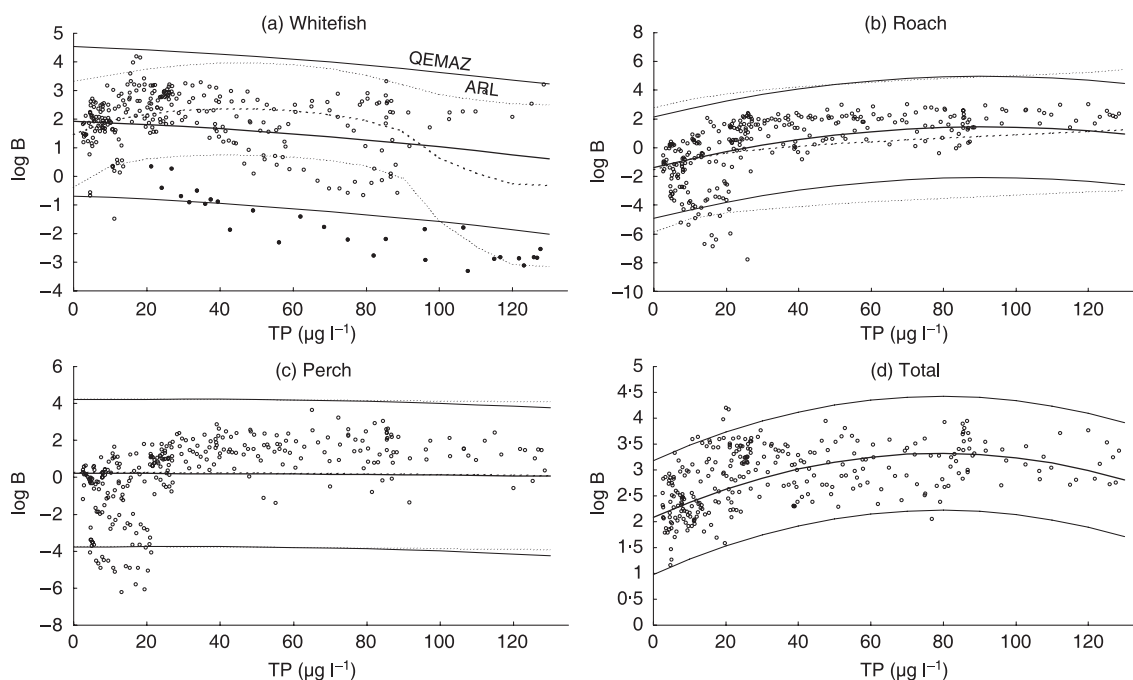 (a) Whitefish
5
4
3
2
1
0
−1
−2
−3
−4
log B
QEMAZ
ARL
0 20 40 60 80 100 120
TP (µg l−1)
(b) Roach
8
6
4
2
0
−2
−4
−6
−8
−10
log B
0 20 40 60 80 100 120
TP (µg l−1)
(c) Perch
6
4
2
0
−2
−4
−6
−8
log B
0 20 40 60 80 100 120
TP (µg l−1)
(d) Total
5
4·5
4
3·5
3
2·5
2
1·5
1
0·5
0
log B
0 20 40 60 80 100 120
TP (µg l−1)